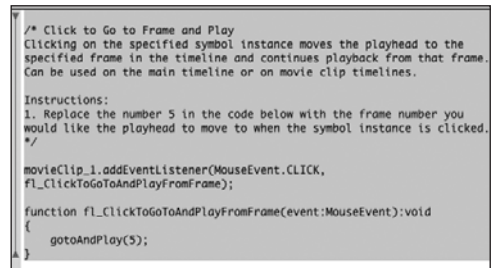 /* Click to Go to Frame and Play
Clicking on the specified symbol instance moves the playhead to the
specified frame in the timeline and continues playback from that frame.
Can be used on the main timeline or on movie clip timelines.

Instructions:
1. Replace the number 5 in the code below with the frame number you
would like the playhead to move to when the symbol instance is clicked.
*/

movieClip_1.addEventListener(MouseEvent.CLICK,
fl_ClickToGoToAndPlayFromFrame);

function fl_ClickToGoToAndPlayFromFrame(event:MouseEvent):void
{
    gotoAndPlay(5);
}